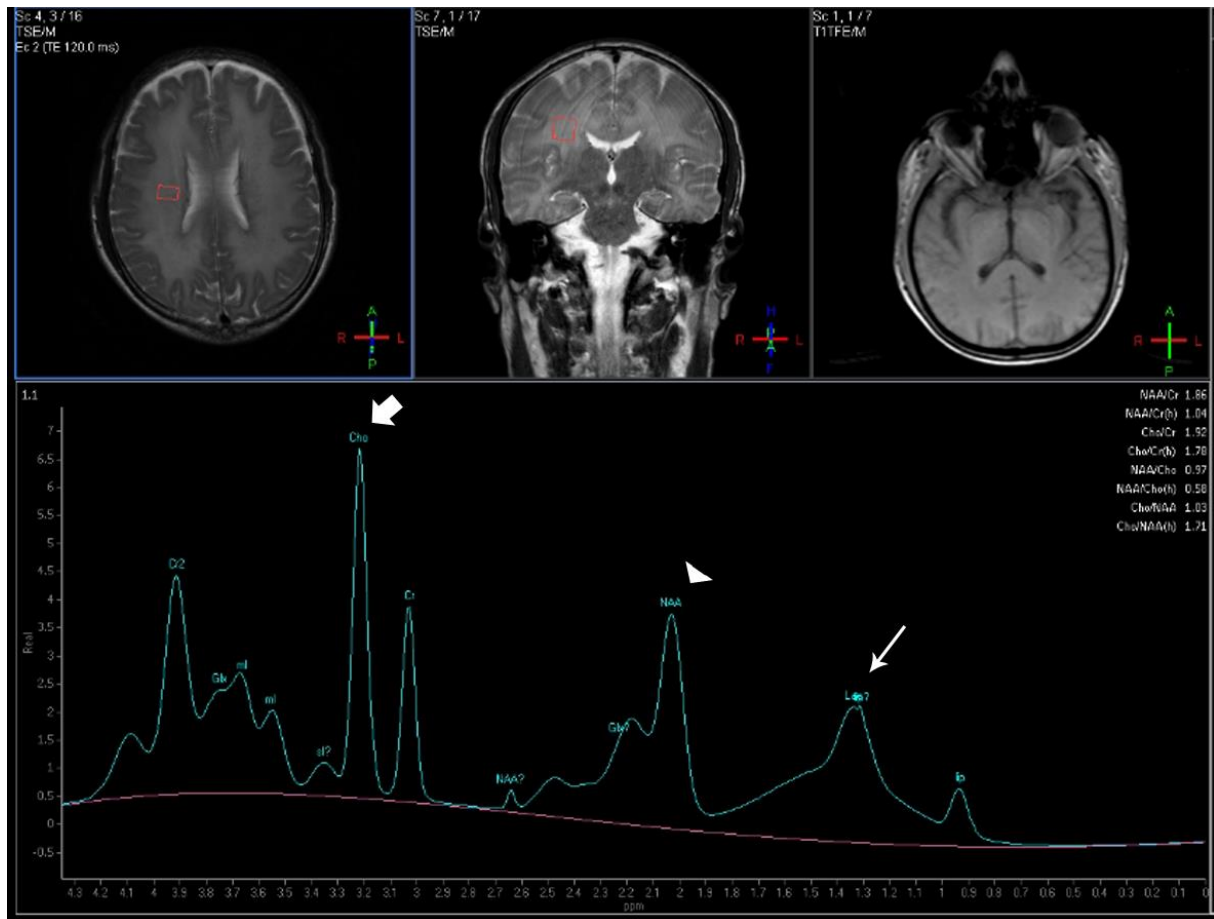 Sc 4, 3 / 16
TSE/M
Ec 2 (TE 120.0 ms)
A
R L
P
Sc 7, 1 / 17
TSE/M
H
R A L
F
Sc 1, 1 / 7
T1TFE/M
A
R L
P
1.1
NAA/Cr 1.86
NAA/Cr(h) 1.04
Cho/Cr 1.92
Cho/Cr(h) 1.78
NAA/Cho 0.97
NAA/Cho(h) 0.58
Cho/NAA 1.03
Cho/NAA(h) 1.71
Cho
Cr2
Cr
NAA
Glx
mI
mI
Glx?
NAA?
lip
Real
7
6.5
6
5.5
5
4.5
4
3.5
3
2.5
2
1.5
1
0.5
0
-0.5
4.3 4.2 4.1 4 3.9 3.8 3.7 3.6 3.5 3.4 3.3 3.2 3.1 3 2.9 2.8 2.7 2.6 2.5 2.4 2.3 2.2 2.1 2 1.9 1.8 1.7 1.6 1.5 1.4 1.3 1.2 1.1 1 0.9 0.8 0.7 0.6 0.5 0.4 0.3 0.2 0.1 0
ppm